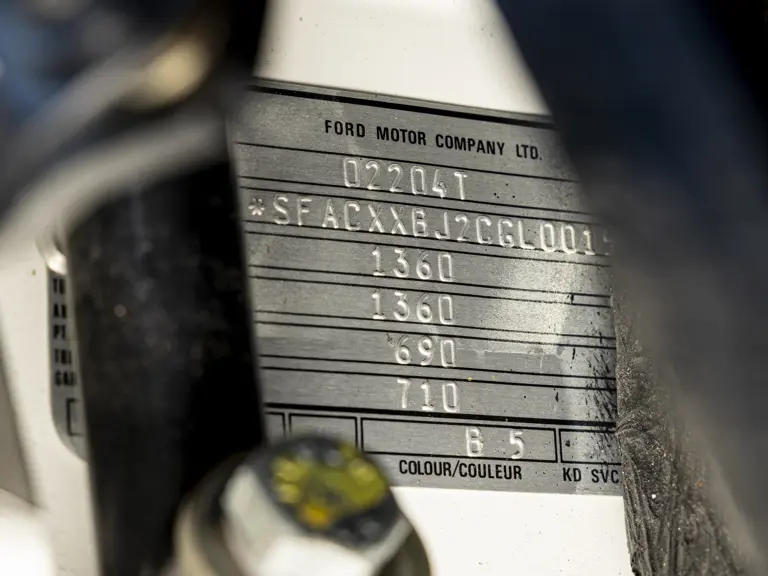 FORD MOTOR COMPANY LTD.
02204T
*SFACXXBJ2CGL001
1360
1360
690
710
B 5
COLOUR/COULEUR KD SVC